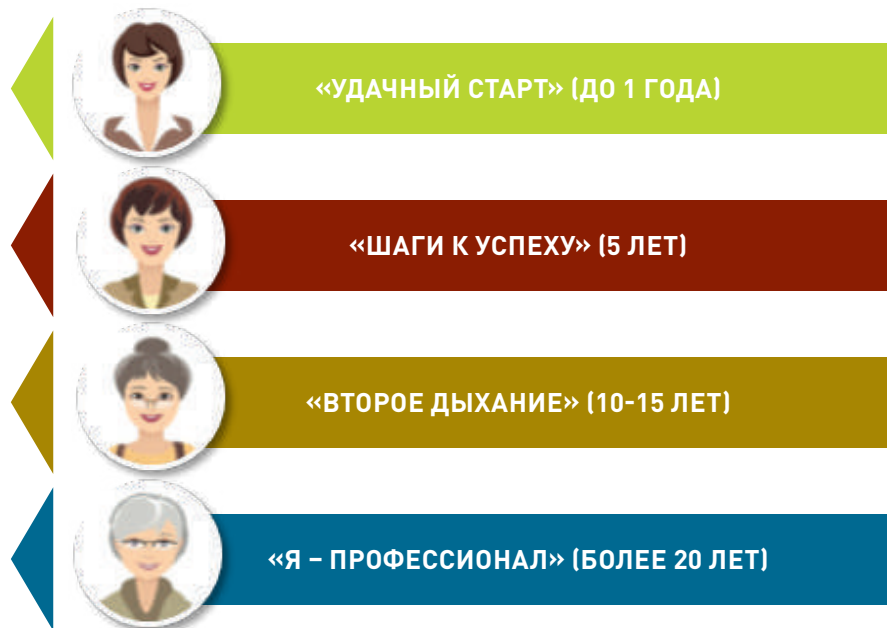 «УДАЧНЫЙ СТАРТ» (ДО 1 ГОДА)
«ШАГИ К УСПЕХУ» (5 ЛЕТ)
«ВТОРОЕ ДЫХАНИЕ» (10-15 ЛЕТ)
«Я – ПРОФЕССИОНАЛ» (БОЛЕЕ 20 ЛЕТ)